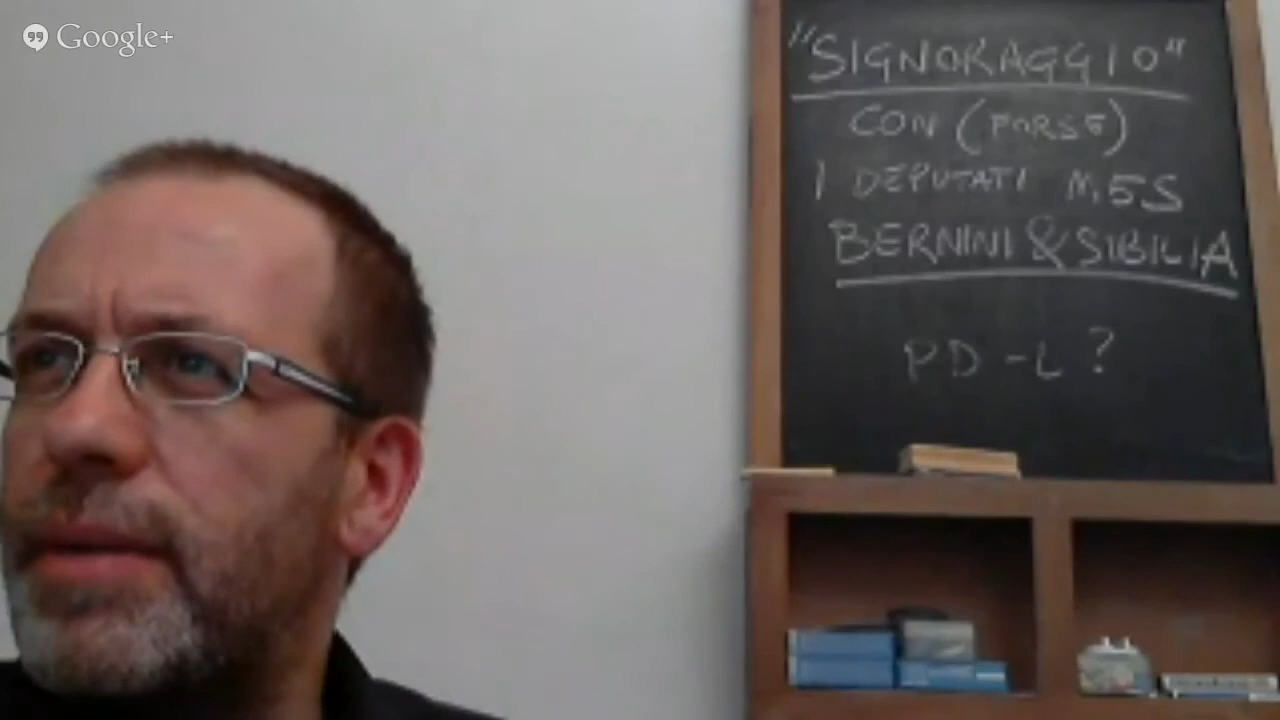 Google+
"SIGNORAGGIO"
CON (FORSE)
I DEPUTATI M5S
BERNINI & SIBILIA
PD-L?